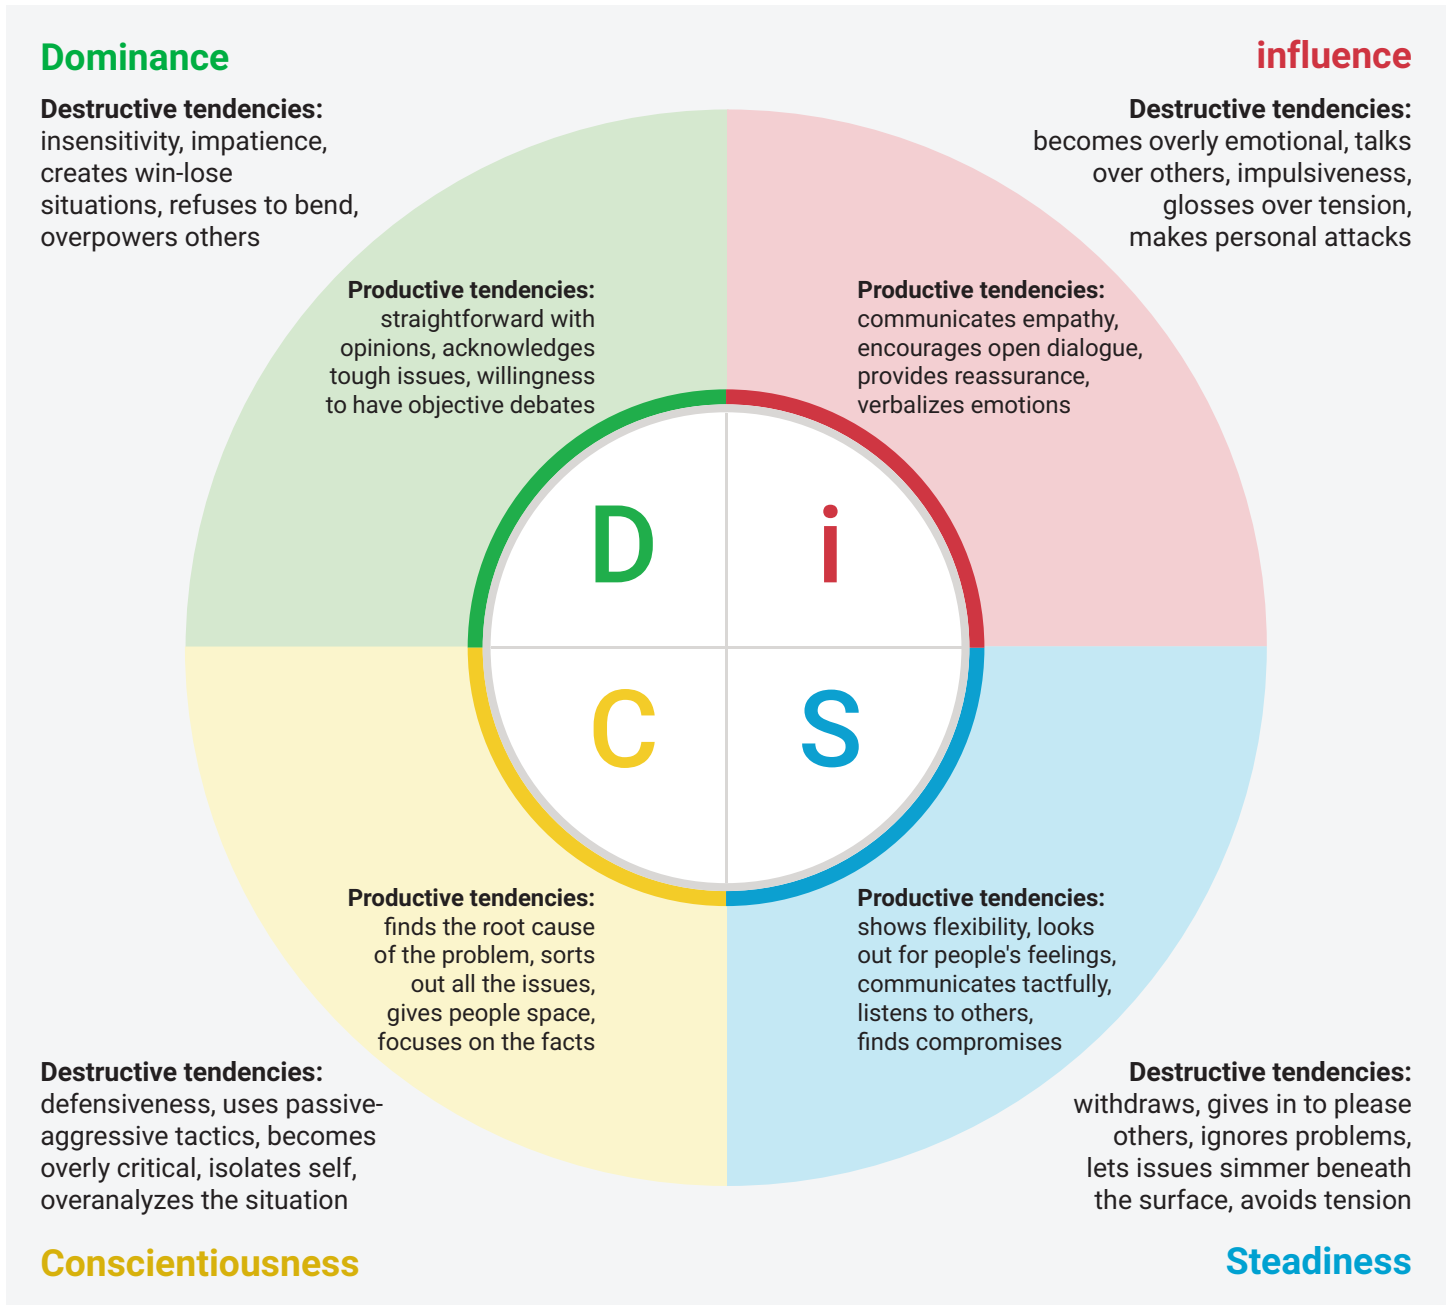 Dominance
Destructive tendencies:
insensitivity, impatience,
creates win-lose
situations, refuses to bend,
overpowers others
influence
Destructive tendencies:
becomes overly emotional, talks
over others, impulsiveness,
glosses over tension,
makes personal attacks
Productive tendencies:
straightforward with
opinions, acknowledges
tough issues, willingness
to have objective debates
Productive tendencies:
communicates empathy,
encourages open dialogue,
provides reassurance,
verbalizes emotions
D
i
C
S
Productive tendencies:
finds the root cause
of the problem, sorts
out all the issues,
gives people space,
focuses on the facts
Productive tendencies:
shows flexibility, looks
out for people's feelings,
communicates tactfully,
listens to others,
finds compromises
Destructive tendencies:
defensiveness, uses passive-
aggressive tactics, becomes
overly critical, isolates self,
overanalyzes the situation
Conscientiousness
Destructive tendencies:
withdraws, gives in to please
others, ignores problems,
lets issues simmer beneath
the surface, avoids tension
Steadiness